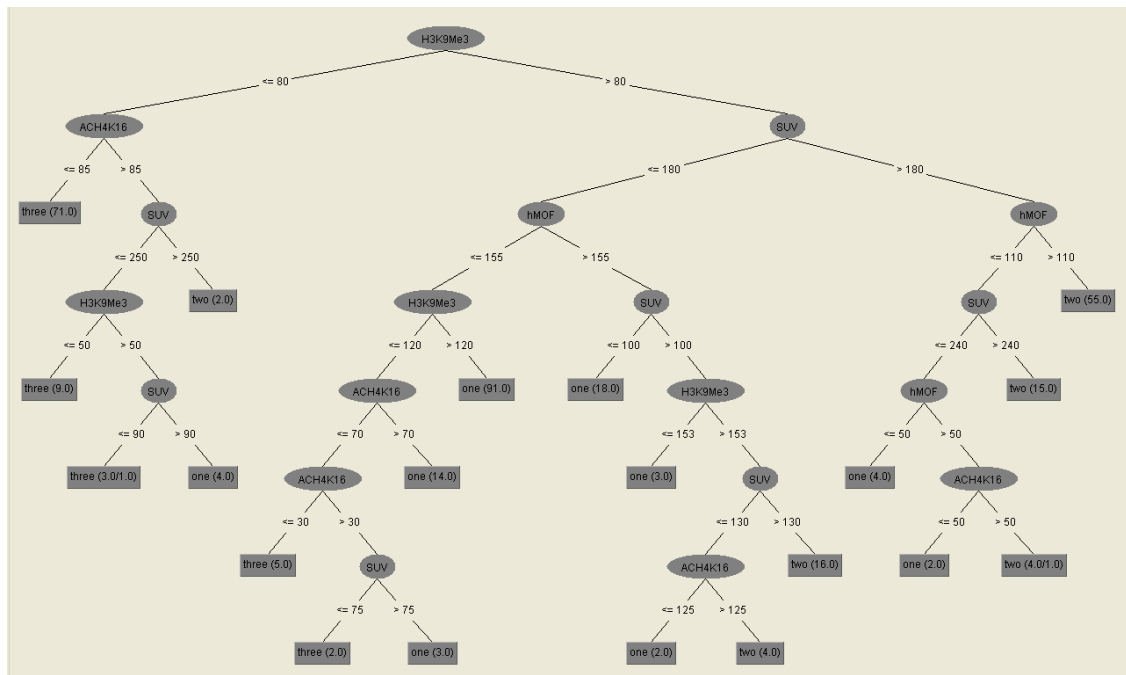 H3K9Me3
<= 80 > 80
ACH4K16 SUV
<= 85 > 85 <= 180 > 180
three (71.0) SUV hMOF hMOF
<= 250 > 250 <= 155 > 155 <= 110 > 110
H3K9Me3 two (2.0) H3K9Me3 SUV SUV two (55.0)
<= 50 > 50 <= 120 > 120 <= 100 > 100 <= 240 > 240
three (9.0) SUV ACH4K16 one (91.0) one (18.0) H3K9Me3 hMOF two (15.0)
<= 90 > 90 <= 70 > 70 <= 153 > 153 <= 50 > 50
three (3.0/1.0) one (4.0) ACH4K16 one (14.0) one (3.0) SUV one (4.0) ACH4K16
<= 30 > 30 <= 130 > 130 <= 50 > 50
three (5.0) SUV ACH4K16 two (16.0) one (2.0) two (4.0/1.0)
<= 75 > 75 <= 125 > 125
three (2.0) one (3.0) one (2.0) two (4.0)